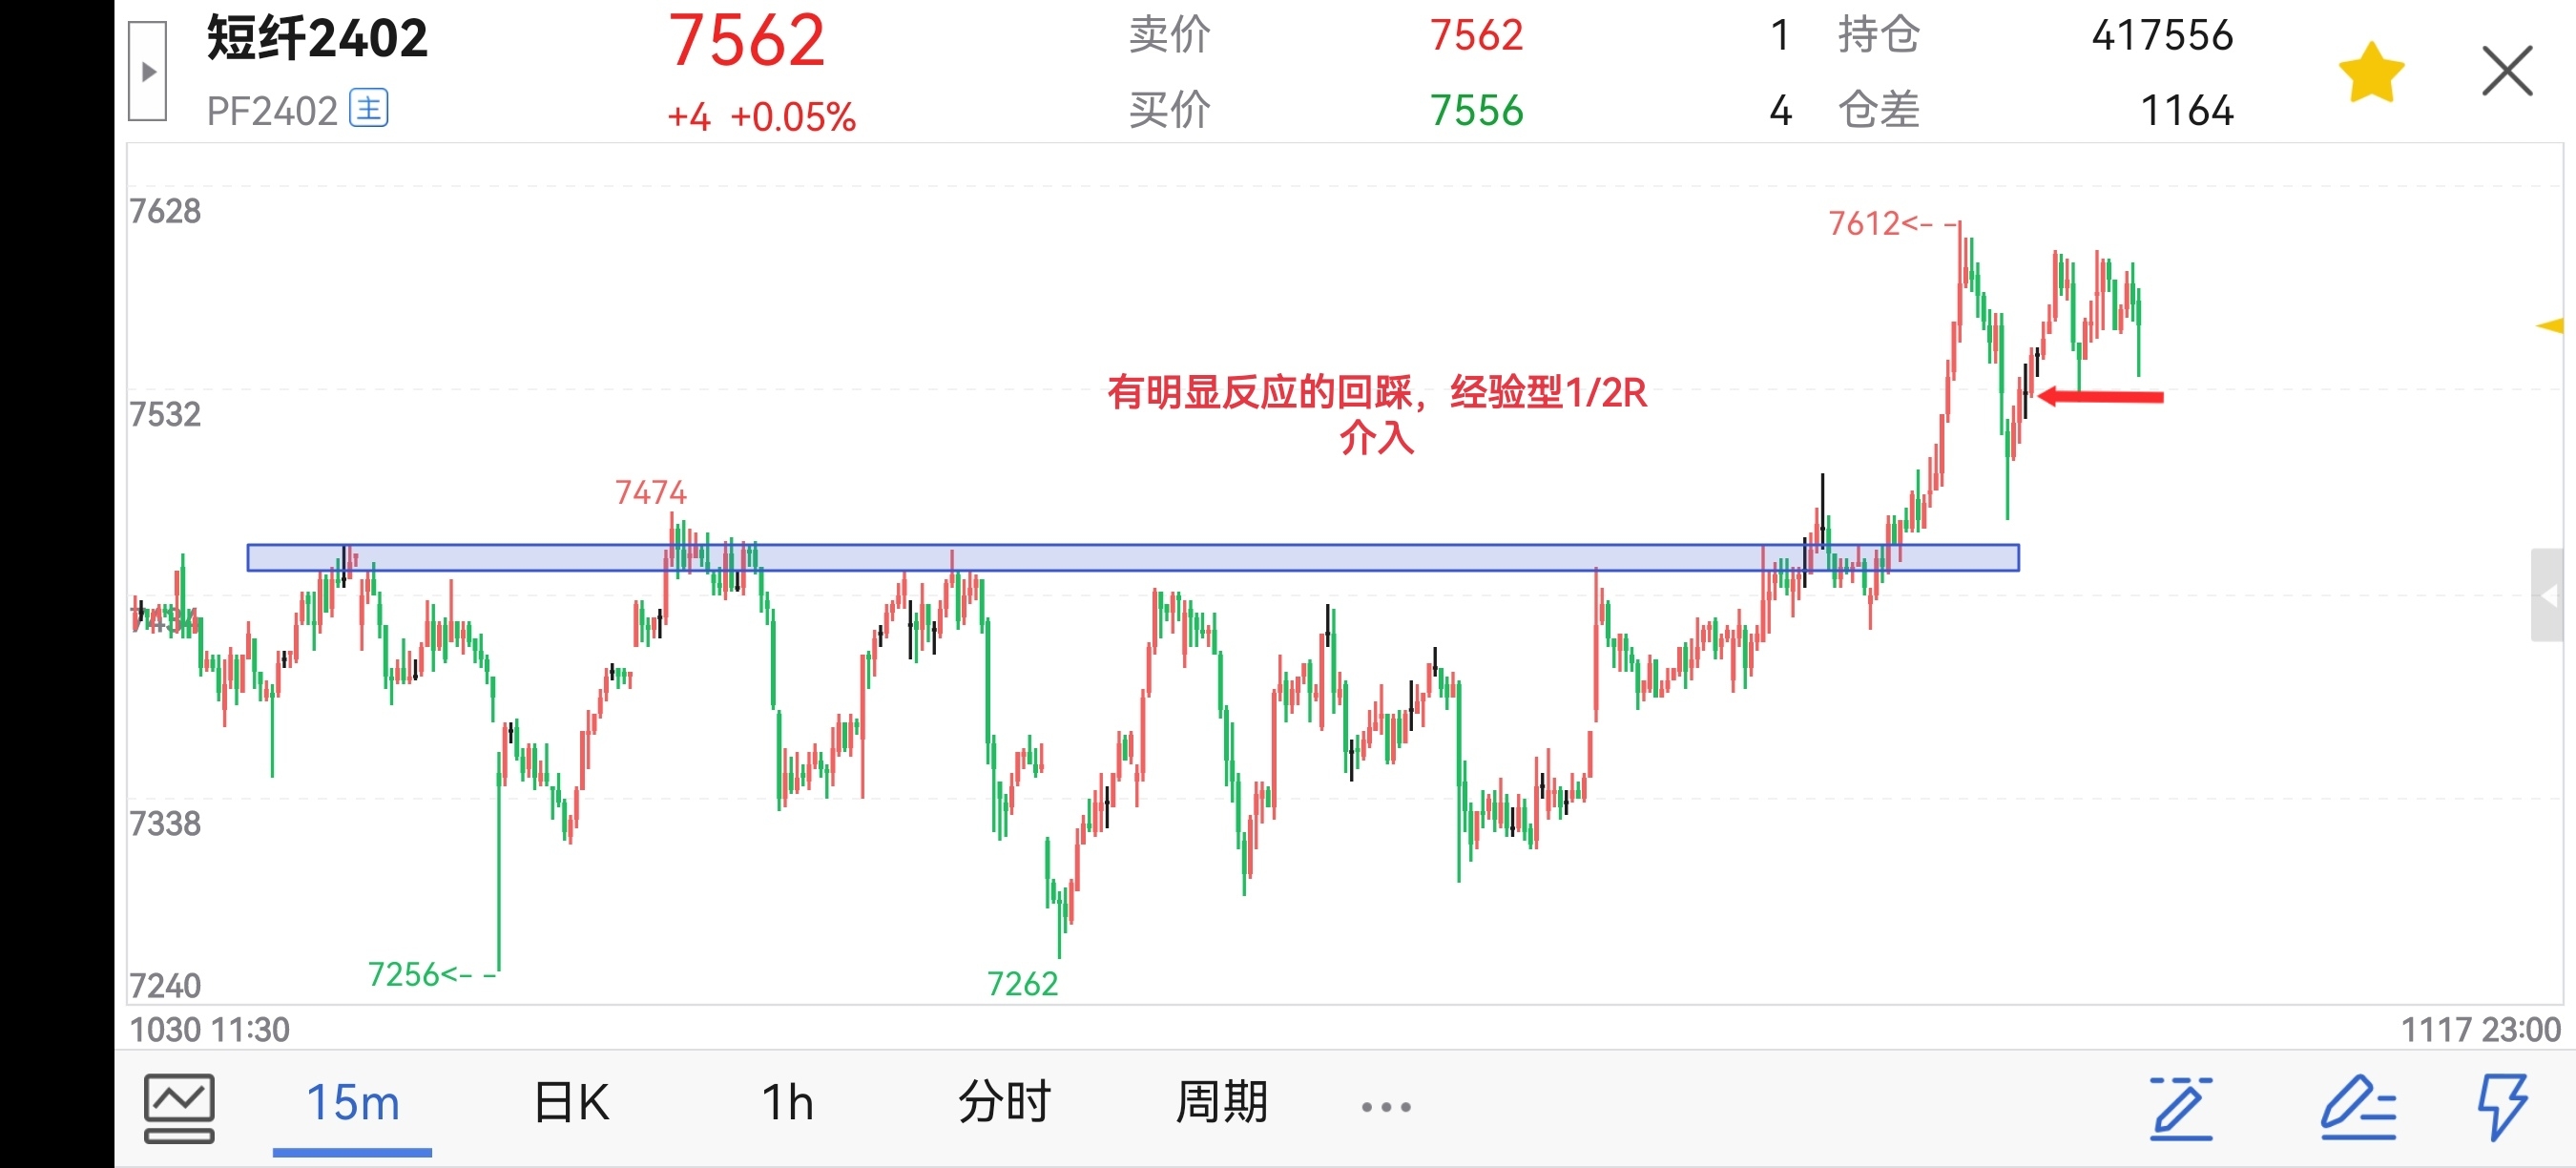 短纤2402
7562
卖价 7562 1 持仓 417556
PF2402 主
+4 +0.05%
买价 7556 4 仓差 1164
7628
7612
有明显反应的回踩，经验型1/2R
介入
7532
7474
7338
7256
7262
7240
1030 11:30
1117 23:00
15m 日K 1h 分时 周期